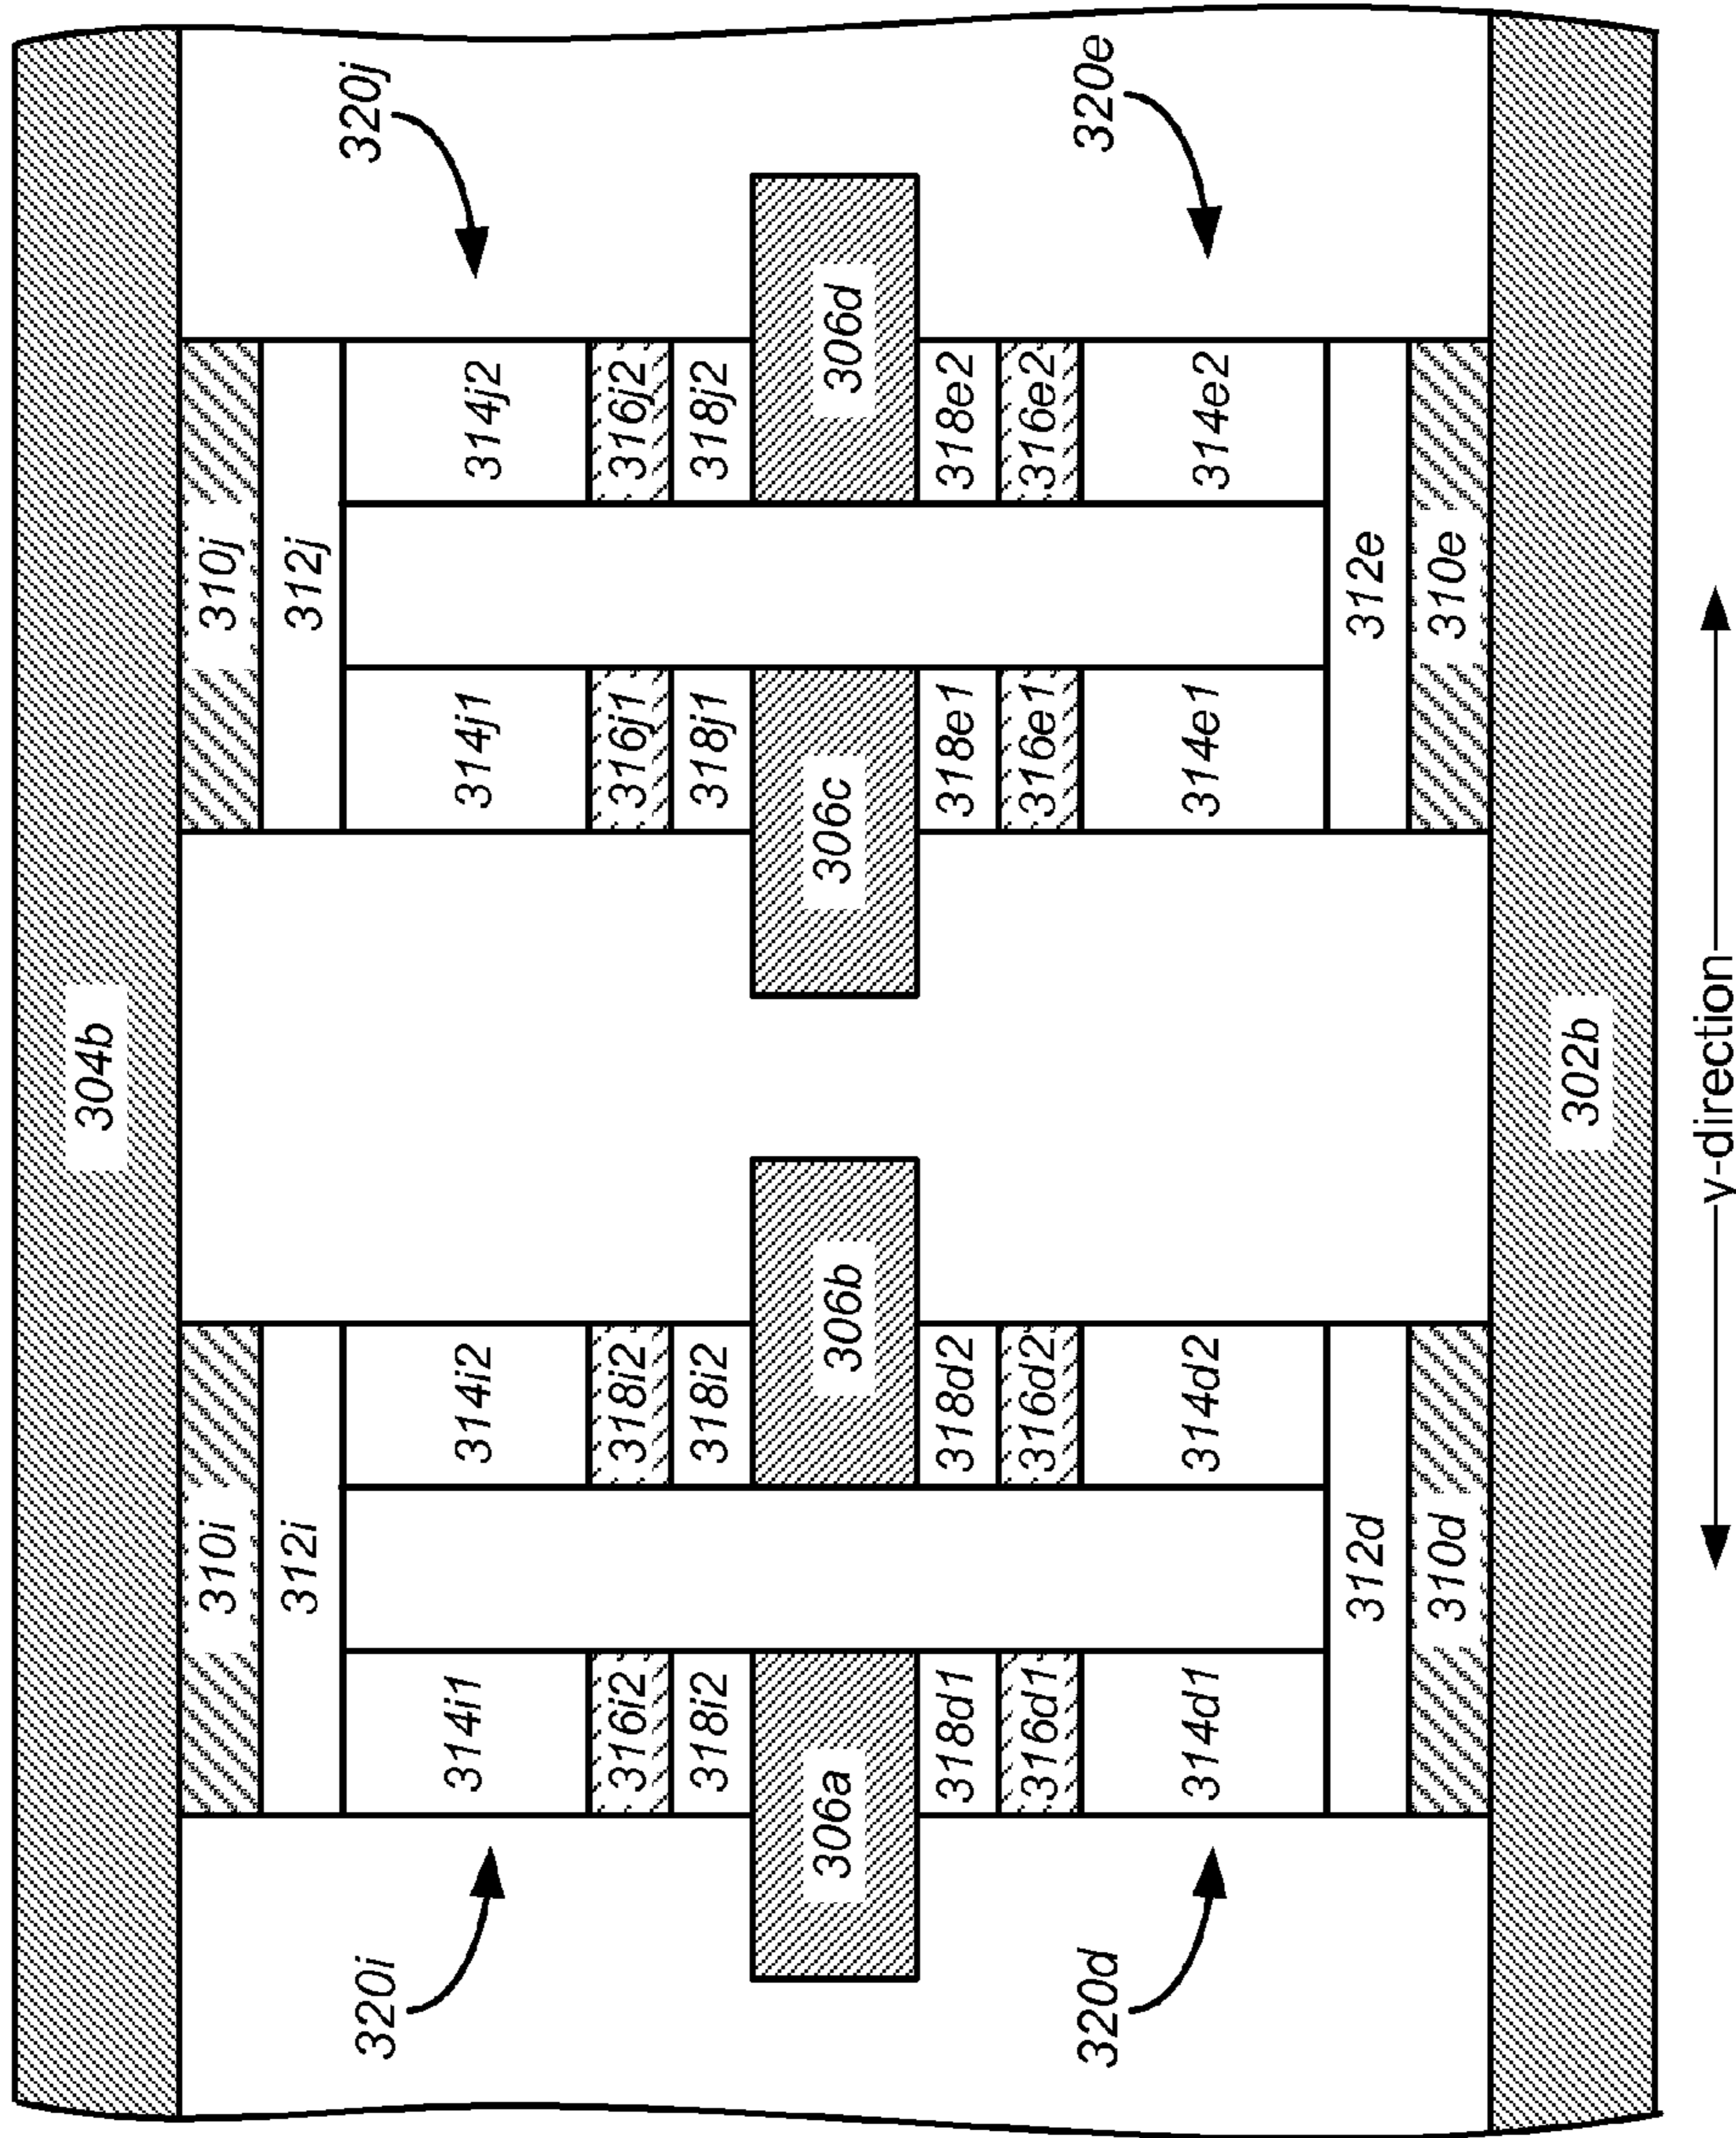 304b
310i 310j
312i 312j
320i 320j
314i1 314i2 314j1 314j2
316i2 318i2 316j1 316j2
318i2 318i2 318j1 318j2
306a 306b 306c 306d
318d1 318d2 318e1 318e2
316d1 316d2 316e1 316e2
320d 320e
314d1 314d2 314e1 314e2
312d 312e
310d 310e
302b
y-direction